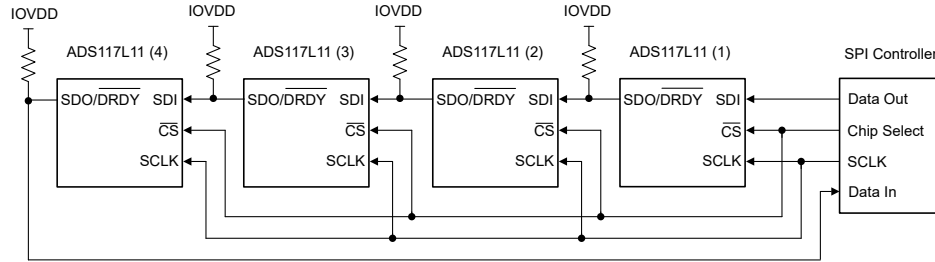 IOVDD IOVDD IOVDD IOVDD
ADS117L11 (4) ADS117L11 (3) ADS117L11 (2) ADS117L11 (1) SPI Controller
SDO/DRDY SDI SDO/DRDY SDI SDO/DRDY SDI SDO/DRDY SDI Data Out
CS CS CS CS Chip Select
SCLK SCLK SCLK SCLK SCLK
Data In